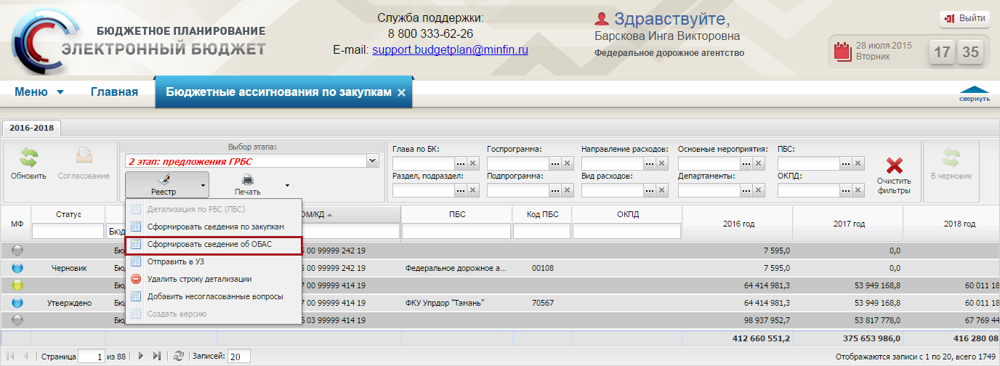 БЮДЖЕТНОЕ ПЛАНИРОВАНИЕ
ЭЛЕКТРОННЫЙ БЮДЖЕТ
Служба поддержки:
8 800 333-62-26
E-mail: support.budgetplan@minfin.ru
Здравствуйте,
Барскова Инга Викторовна
Федеральное дорожное агентство
Выйти
28 июля 2015
Вторник
17 35
Меню Главная Бюджетные ассигнования по закупкам
свернуть
2016-2018
Обновить Согласование
Выбор этапа:
2 этап: предложения ГРБС
Реестр Печать
Глава по БК: Госпрограмма: Направление расходов: Основные мероприятия: ПБС:
Раздел, подраздел: Подпрограмма: Вид расходов: Департаменты: ОКПД:
Очистить
фильтры
В черновик
Детализация по РБС (ПБС)
Сформировать сведения по закупкам
Сформировать сведение об ОБАС
Отправить в УЗ
Удалить строку детализации
Добавить несогласованные вопросы
Создать версию
МФ Статус ОМ/КД ПБС Код ПБС ОКПД 2016 год 2017 год 2018 год
Бюд
Бю 00 99999 242 19 7 595,0 0,0
Черновик Бю 00 99999 242 19 Федеральное дорожное а... 00108 7 595,0 0,0
Бю 00 99999 414 19 64 414 981,3 53 949 168,8 60 011 18
Утверждено Бю 00 99999 414 19 ФКУ Упрдор "Тамань" 70567 64 414 981,3 53 949 168,8 60 011 18
Бю 03 99999 414 19 98 937 952,7 53 817 778,0 67 769 44
412 660 551,2 375 653 986,0 416 280 08
Страница 1 из 88 Записей: 20 Отображаются записи с 1 по 20, всего 1749